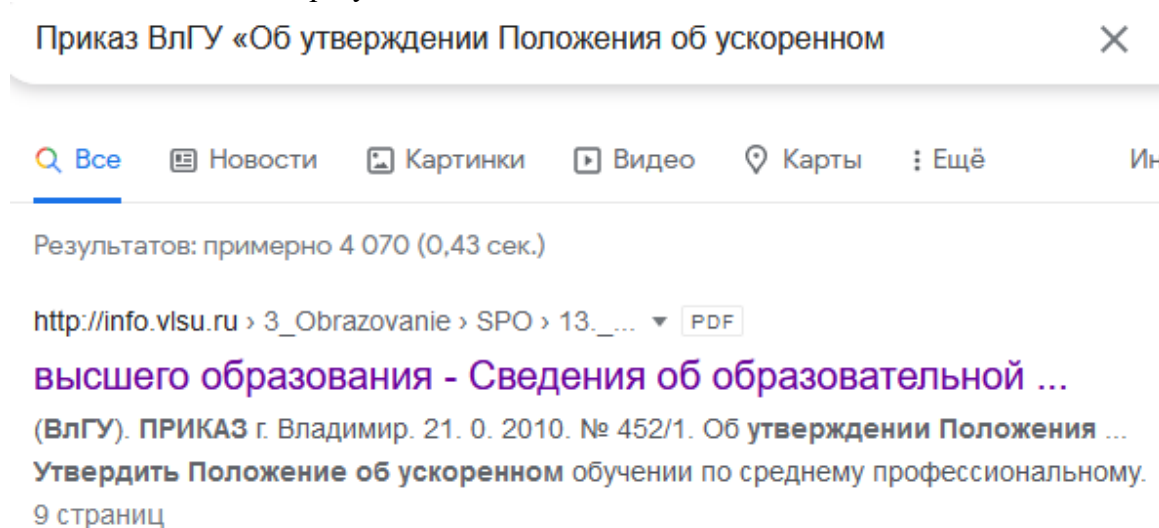 Приказ ВлГУ «Об утверждении Положения об ускоренном
Все Новости Картинки Видео Карты Ещё Ин
Результатов: примерно 4 070 (0,43 сек.)
http://info.vlsu.ru › 3_Obrazovanie › SPO › 13._... PDF
высшего образования - Сведения об образовательной ...
(ВлГУ). ПРИКАЗ г. Владимир. 21. 0. 2010. № 452/1. Об утверждении Положения ...
Утвердить Положение об ускоренном обучении по среднему профессиональному.
9 страниц